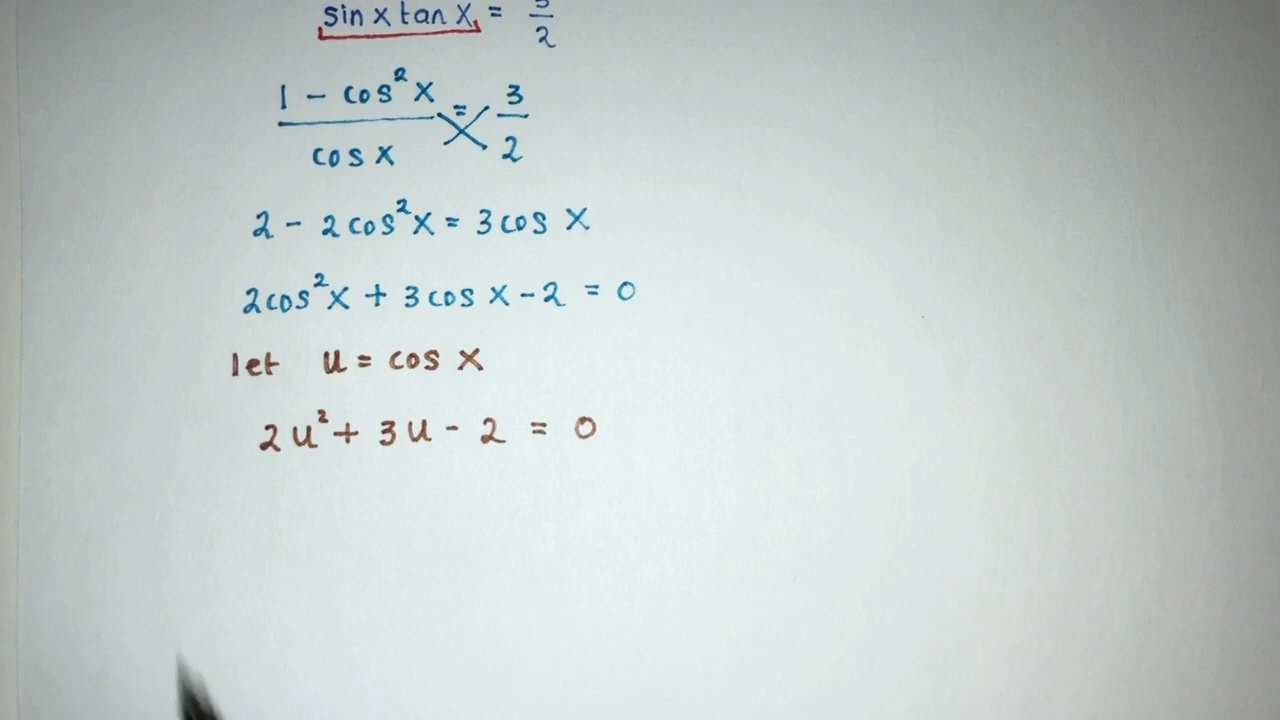 sin x tan x = 3/2
1 - cos²x / cos x = 3/2
2 - 2cos²x = 3cos x
2cos²x + 3cos x - 2 = 0
let u = cos x
2u² + 3u - 2 = 0